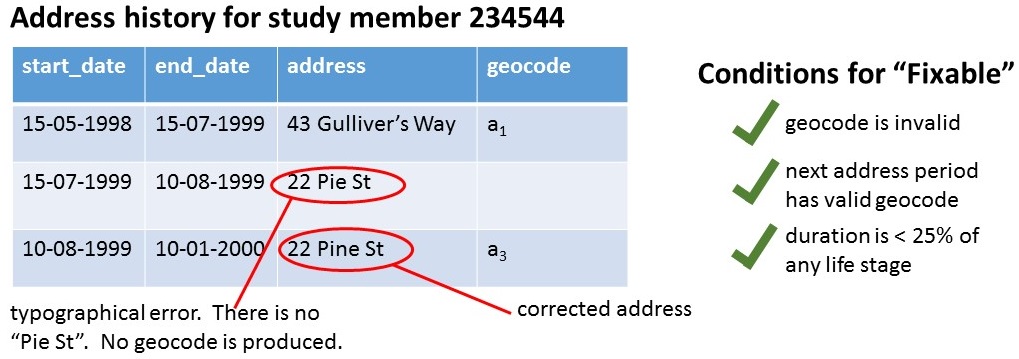 Address history for study member 234544
start_date end_date address geocode
15-05-1998 15-07-1999 43 Gulliver’s Way a₁
15-07-1999 10-08-1999 22 Pie St
10-08-1999 10-01-2000 22 Pine St a₃
typographical error.  There is no
“Pie St”.  No geocode is produced.
corrected address
Conditions for “Fixable”
geocode is invalid
next address period
has valid geocode
duration is < 25% of
any life stage